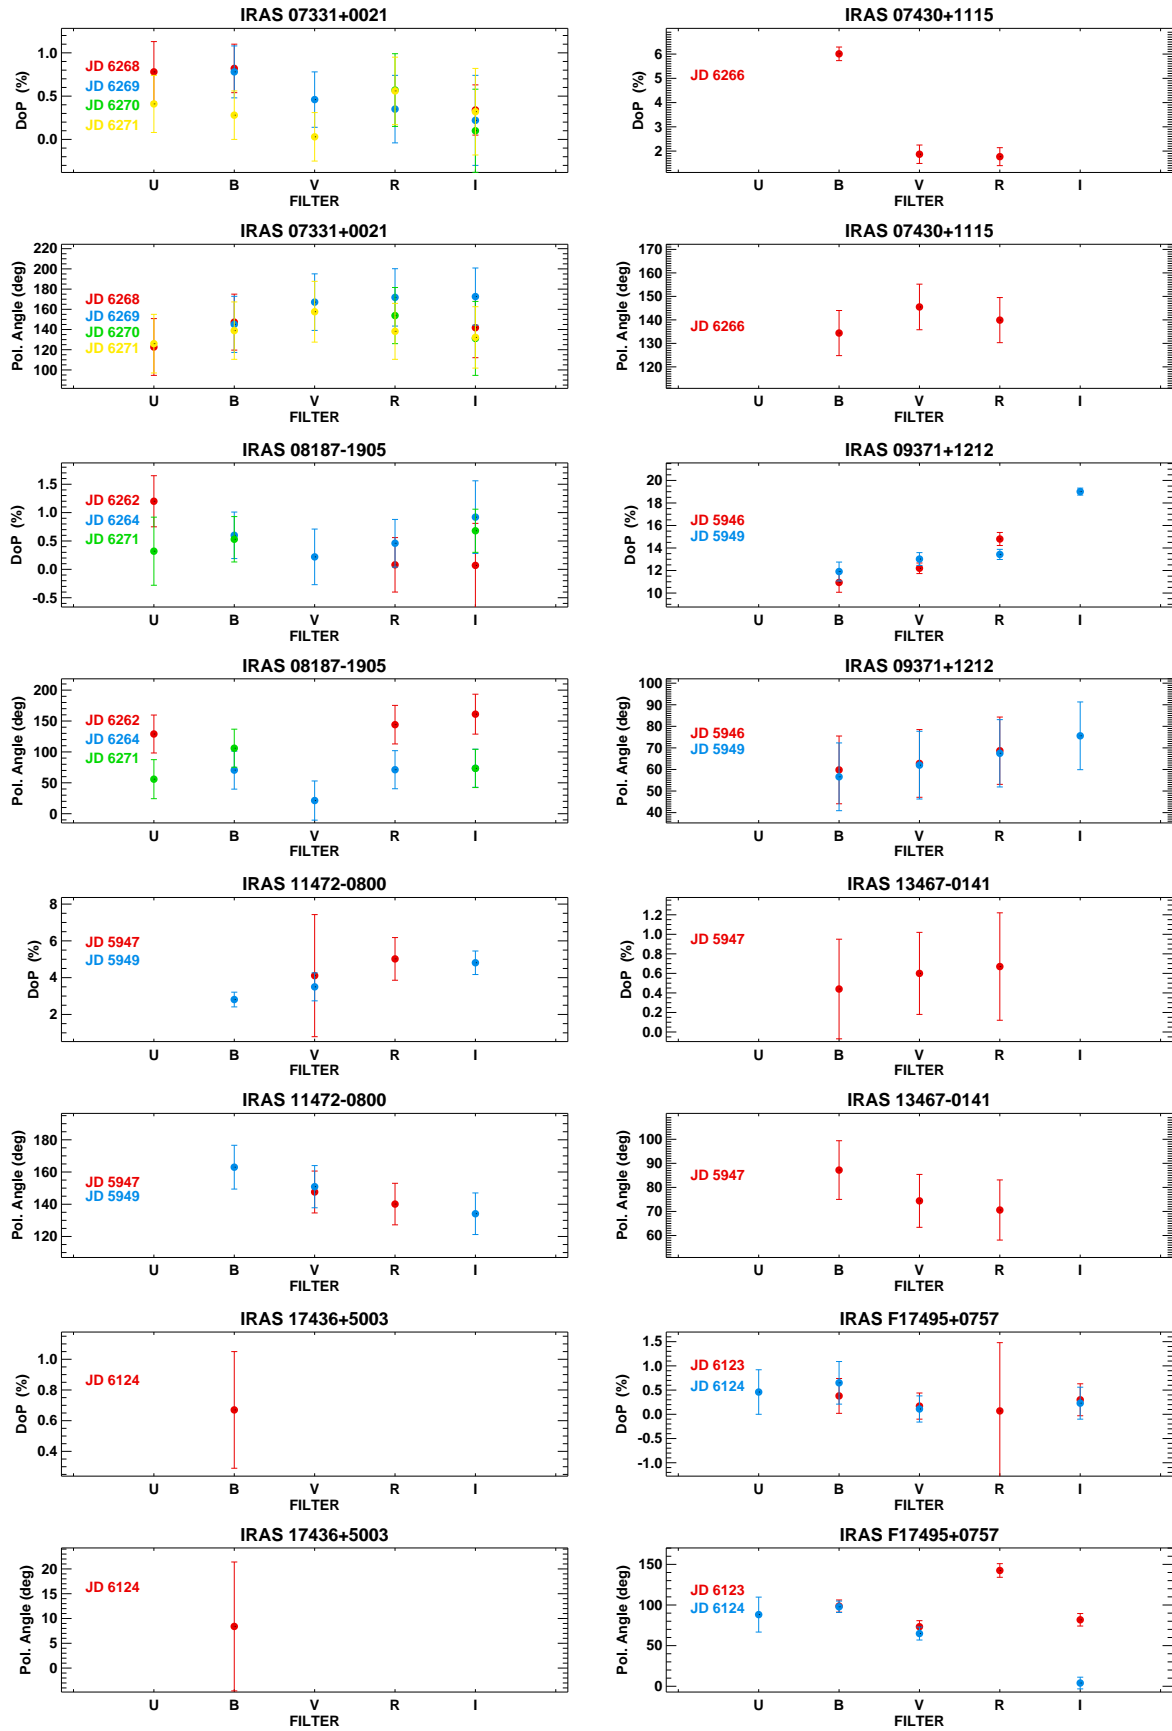 IRAS 07331+0021
DoP (%)
1.0
0.5
0.0
JD 6268
JD 6269
JD 6270
JD 6271
U B V R I
FILTER
IRAS 07430+1115
DoP (%)
6
5
4
3
2
JD 6266
U B V R I
FILTER
IRAS 07331+0021
Pol. Angle (deg)
220
200
180
160
140
120
100
JD 6268
JD 6269
JD 6270
JD 6271
U B V R I
FILTER
IRAS 07430+1115
Pol. Angle (deg)
170
160
150
140
130
120
JD 6266
U B V R I
FILTER
IRAS 08187-1905
DoP (%)
1.5
1.0
0.5
0.0
-0.5
JD 6262
JD 6264
JD 6271
U B V R I
FILTER
IRAS 09371+1212
DoP (%)
20
18
16
14
12
10
JD 5946
JD 5949
U B V R I
FILTER
IRAS 08187-1905
Pol. Angle (deg)
200
150
100
50
0
JD 6262
JD 6264
JD 6271
U B V R I
FILTER
IRAS 09371+1212
Pol. Angle (deg)
100
90
80
70
60
50
40
JD 5946
JD 5949
U B V R I
FILTER
IRAS 11472-0800
DoP (%)
8
6
4
2
JD 5947
JD 5949
U B V R I
FILTER
IRAS 13467-0141
DoP (%)
1.2
1.0
0.8
0.6
0.4
0.2
0.0
JD 5947
U B V R I
FILTER
IRAS 11472-0800
Pol. Angle (deg)
180
160
140
120
JD 5947
JD 5949
U B V R I
FILTER
IRAS 13467-0141
Pol. Angle (deg)
100
90
80
70
60
JD 5947
U B V R I
FILTER
IRAS 17436+5003
DoP (%)
1.0
0.8
0.6
0.4
JD 6124
U B V R I
FILTER
IRAS F17495+0757
DoP (%)
1.5
1.0
0.5
0.0
-0.5
-1.0
JD 6123
JD 6124
U B V R I
FILTER
IRAS 17436+5003
Pol. Angle (deg)
20
15
10
5
0
JD 6124
U B V R I
FILTER
IRAS F17495+0757
Pol. Angle (deg)
150
100
50
0
JD 6123
JD 6124
U B V R I
FILTER